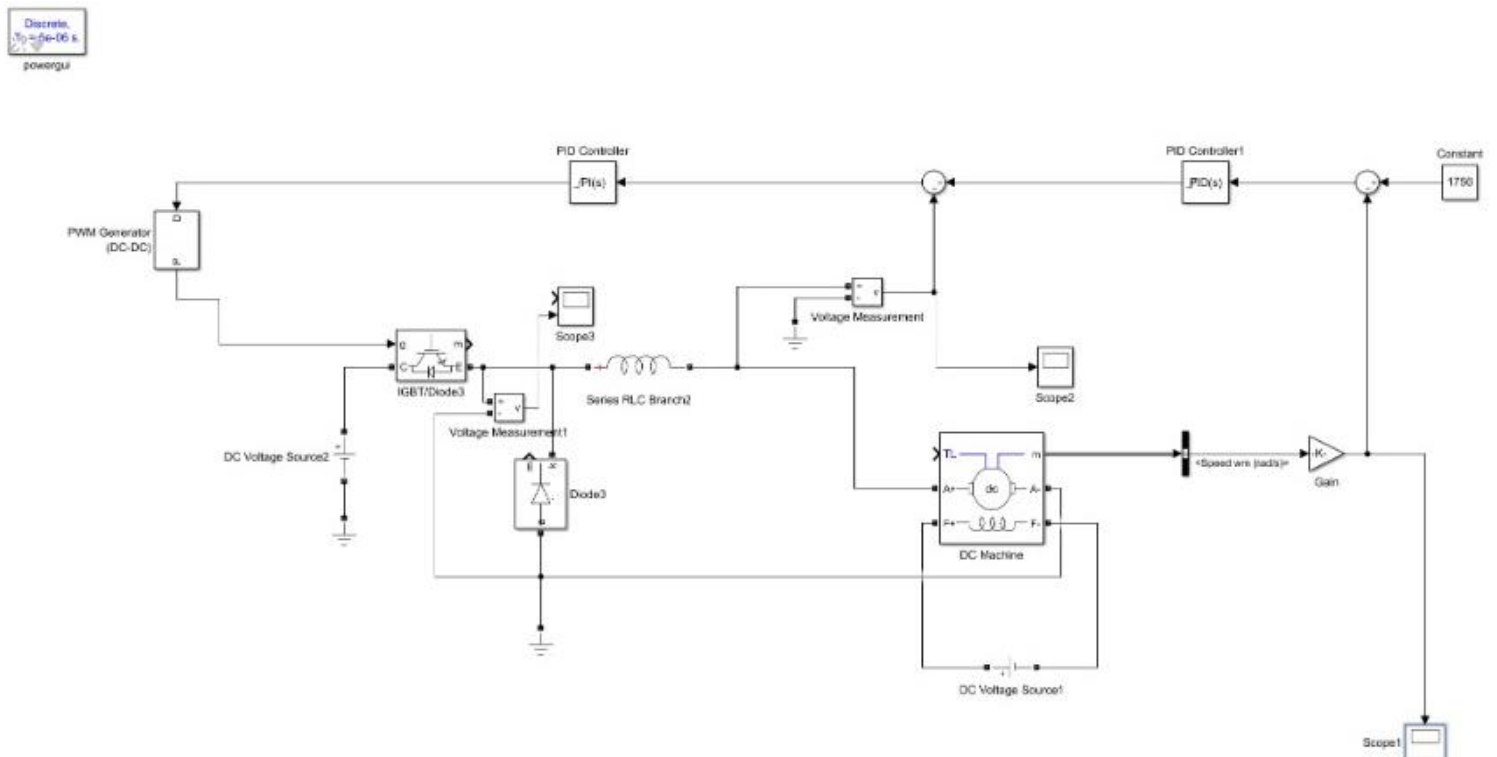 Discrete,
powergui
PID Controller
PI(s)
PID Controller1
PID(s)
Constant
1750
PWM Generator
(DC-DC)
D
P
Voltage Measurement
+
-
v
Scope3
g
m
C
E
IGBT/Diode3
Series RLC Branch2
+
Scope2
+
-
v
Voltage Measurement1
DC Voltage Source2
+
m
k
a
Diode3
TL
m
A+
dc
A-
F+
F-
DC Machine
<Speed wm (rad/s)>
-K-
Gain
+
DC Voltage Source1
Scope1